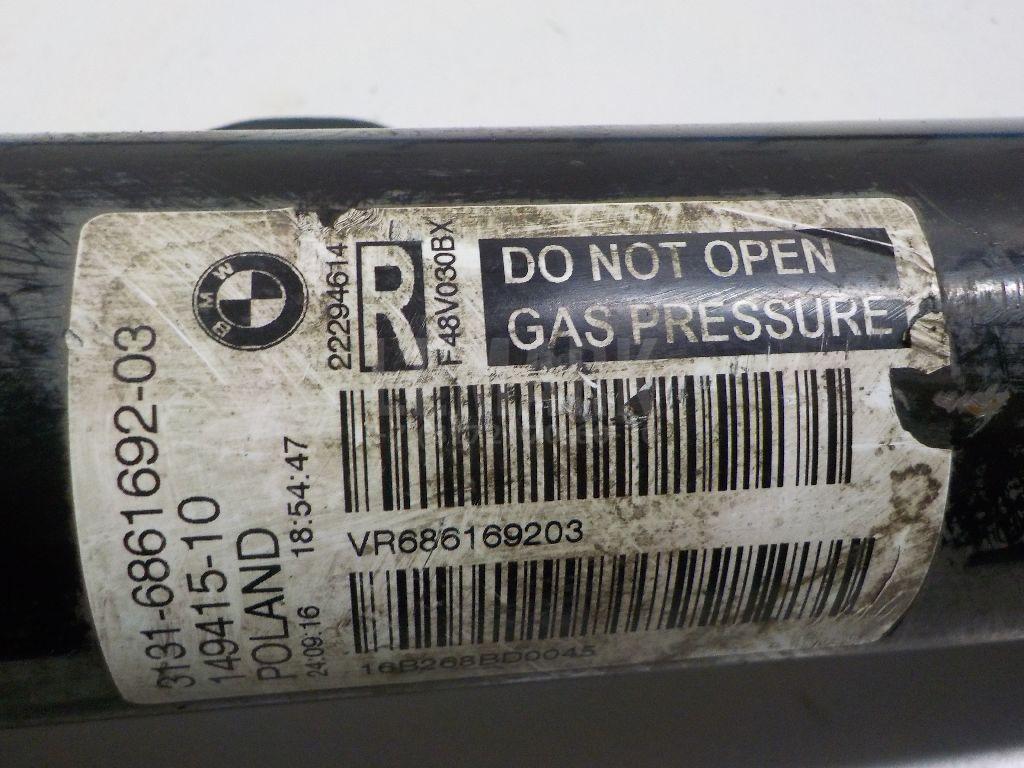 BMW
3131-6861692-03
14915-10
POLAND
24:09:16 18:54:47
22294614
R
F48V030BX
DO NOT OPEN
GAS PRESSURE
VR686169203
16B268BD0045